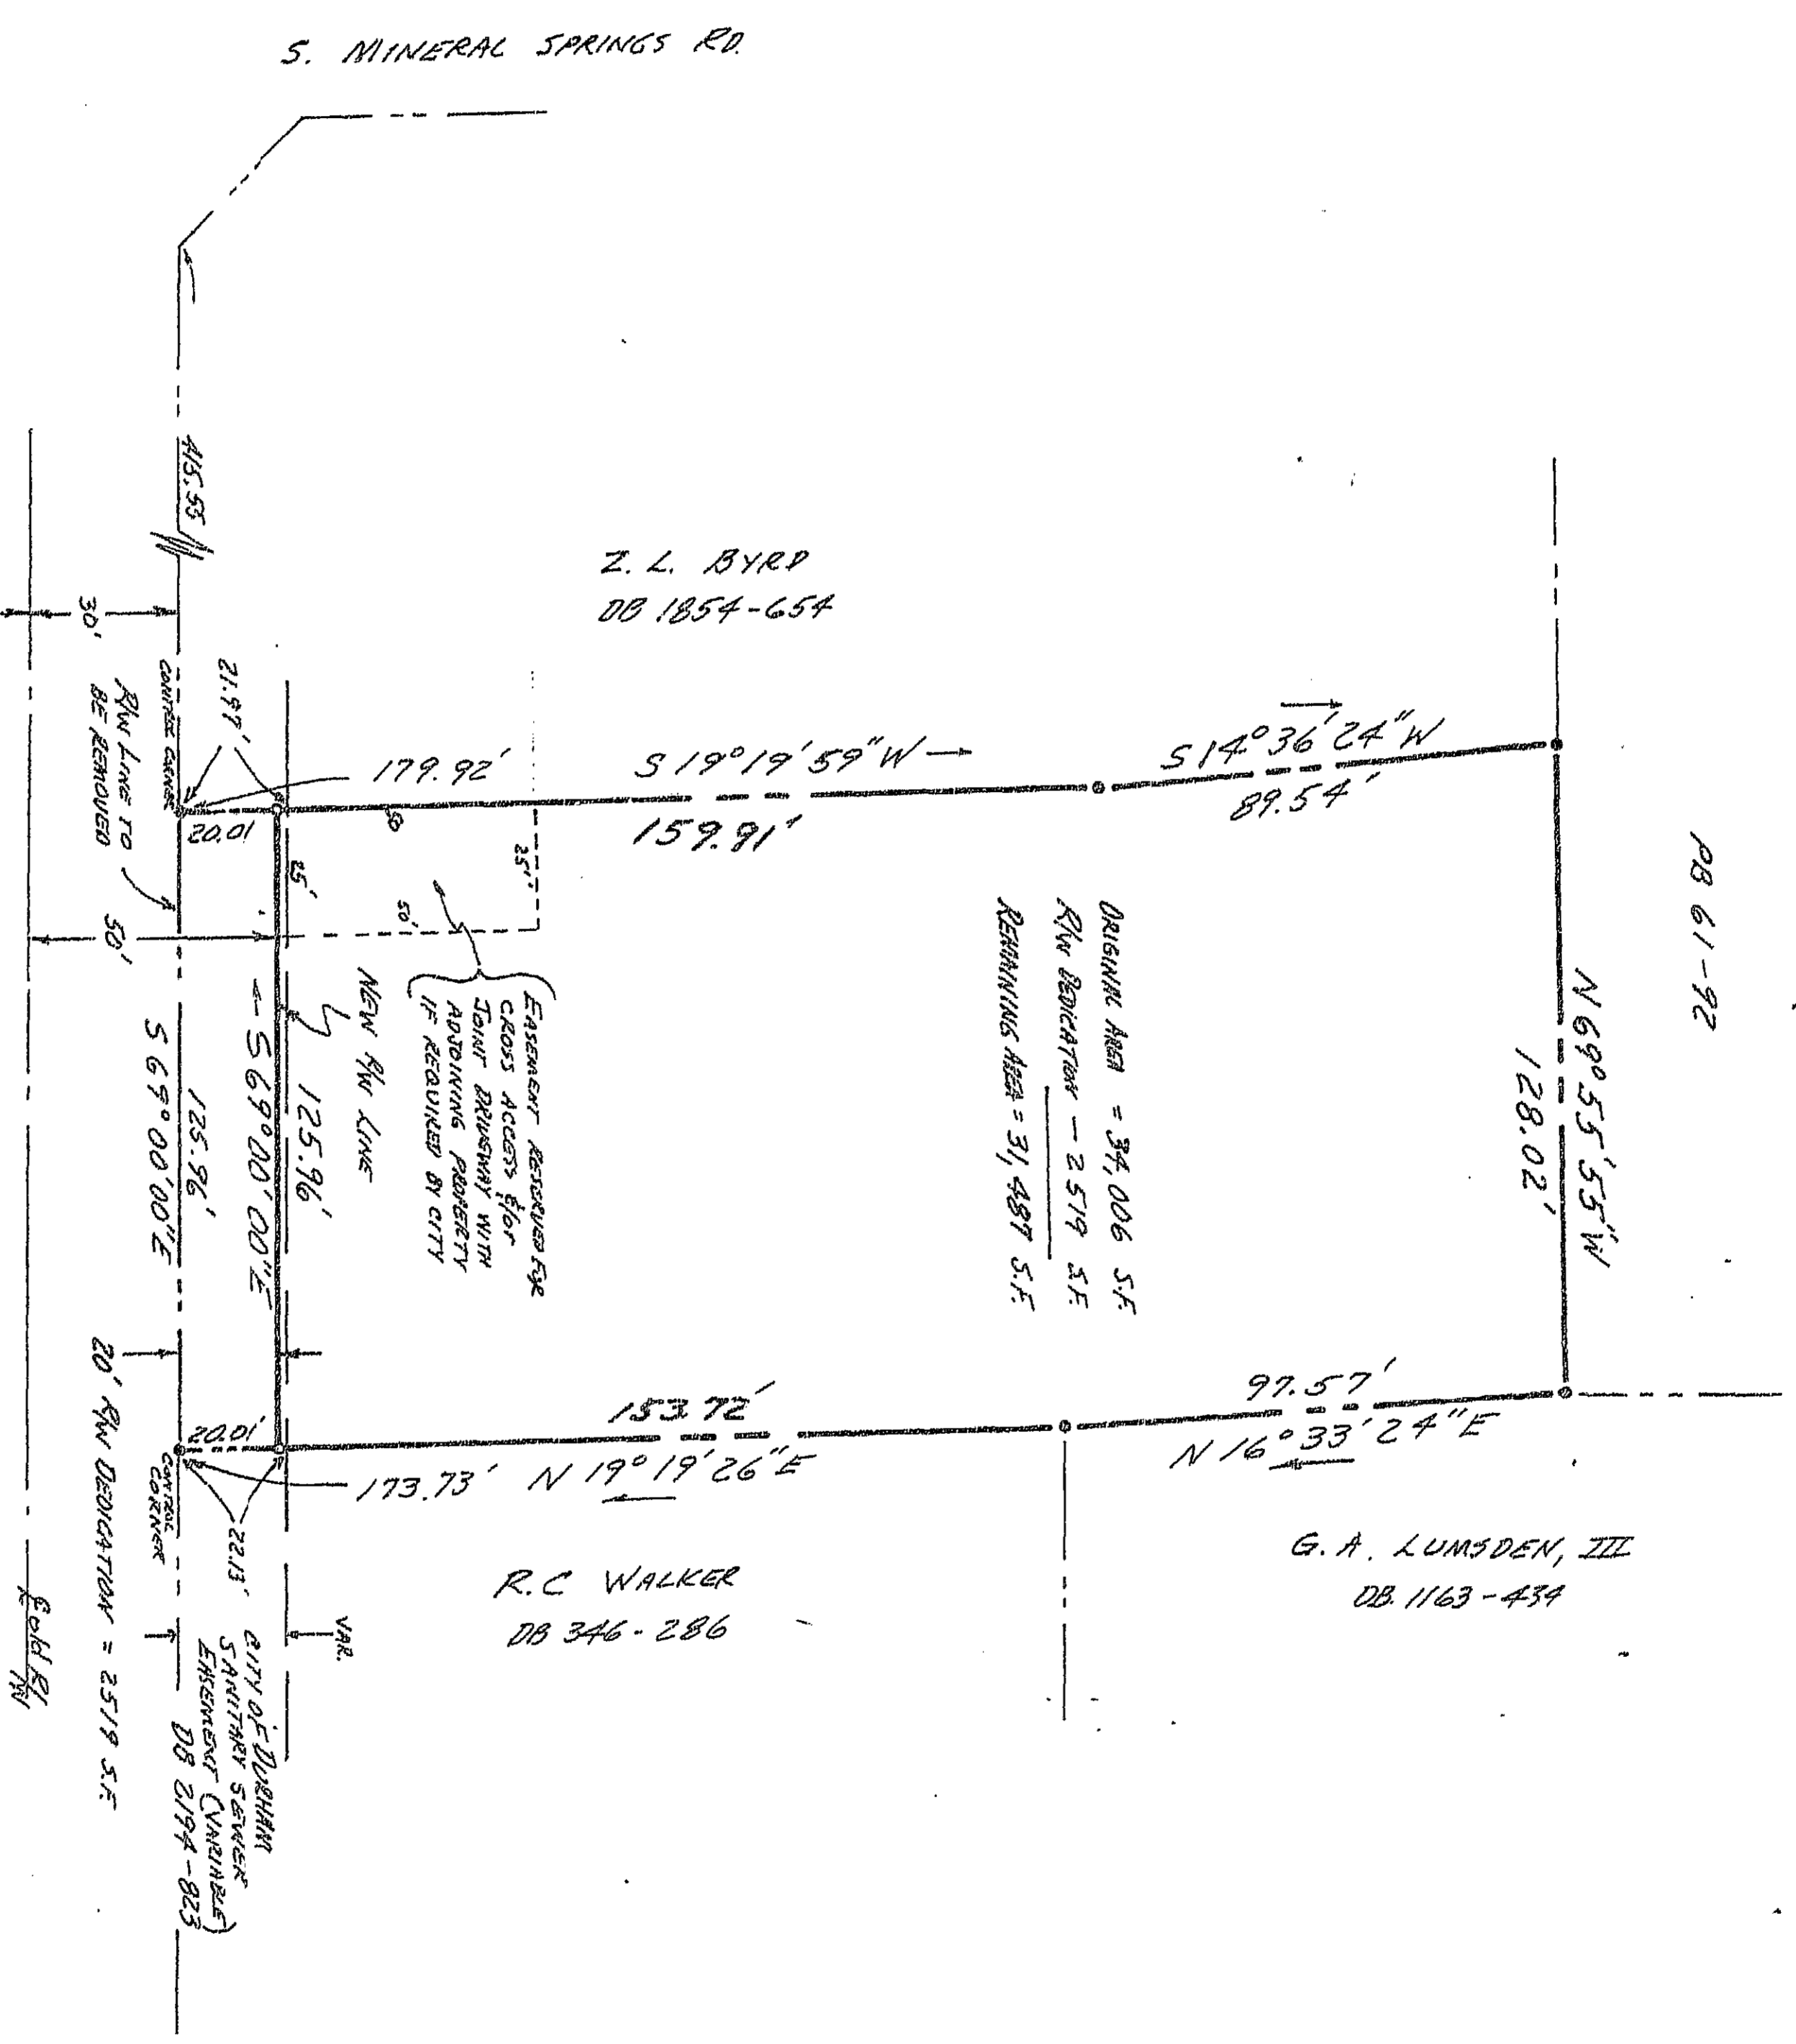 S. MINERAL SPRINGS RD.
Z. L. BYRD
DB 1854-654
415.53
30'
R/W LINE TO
BE REMOVED
CONTROL CORNER
21.97'
179.92'
S 19° 19' 59" W
159.91'
S 14° 36' 24" W
89.54'
20.01
25'
25'
50'
50'
PB 61-92
N 69° 55' 55" W
128.02'
ORIGINAL AREA = 34,006 S.F.
R/W DEDICATION - 2519 S.F.
REMAINING AREA = 31,487 S.F.
EASEMENT RESERVED FOR
CROSS ACCESS &/OR
JOINT DRIVEWAY WITH
ADJOINING PROPERTY
IF REQUIRED BY CITY
NEW R/W LINE
125.96'
S 69° 00' 00" E
125.96'
S 69° 00' 00" E
20' R/W DEDICATION = 2519 S.F.
20.01'
CONTROL
CORNER
153.72'
173.73'
N 19° 19' 26" E
97.57'
N 16° 33' 24" E
22.13'
R.C WALKER
DB 346-286
G. A. LUMSDEN, III
DB. 1163-434
VAR.
CITY OF DURHAM
SANITARY SEWER
EASEMENT (VARIABLE)
DB 2194-823
old R/W